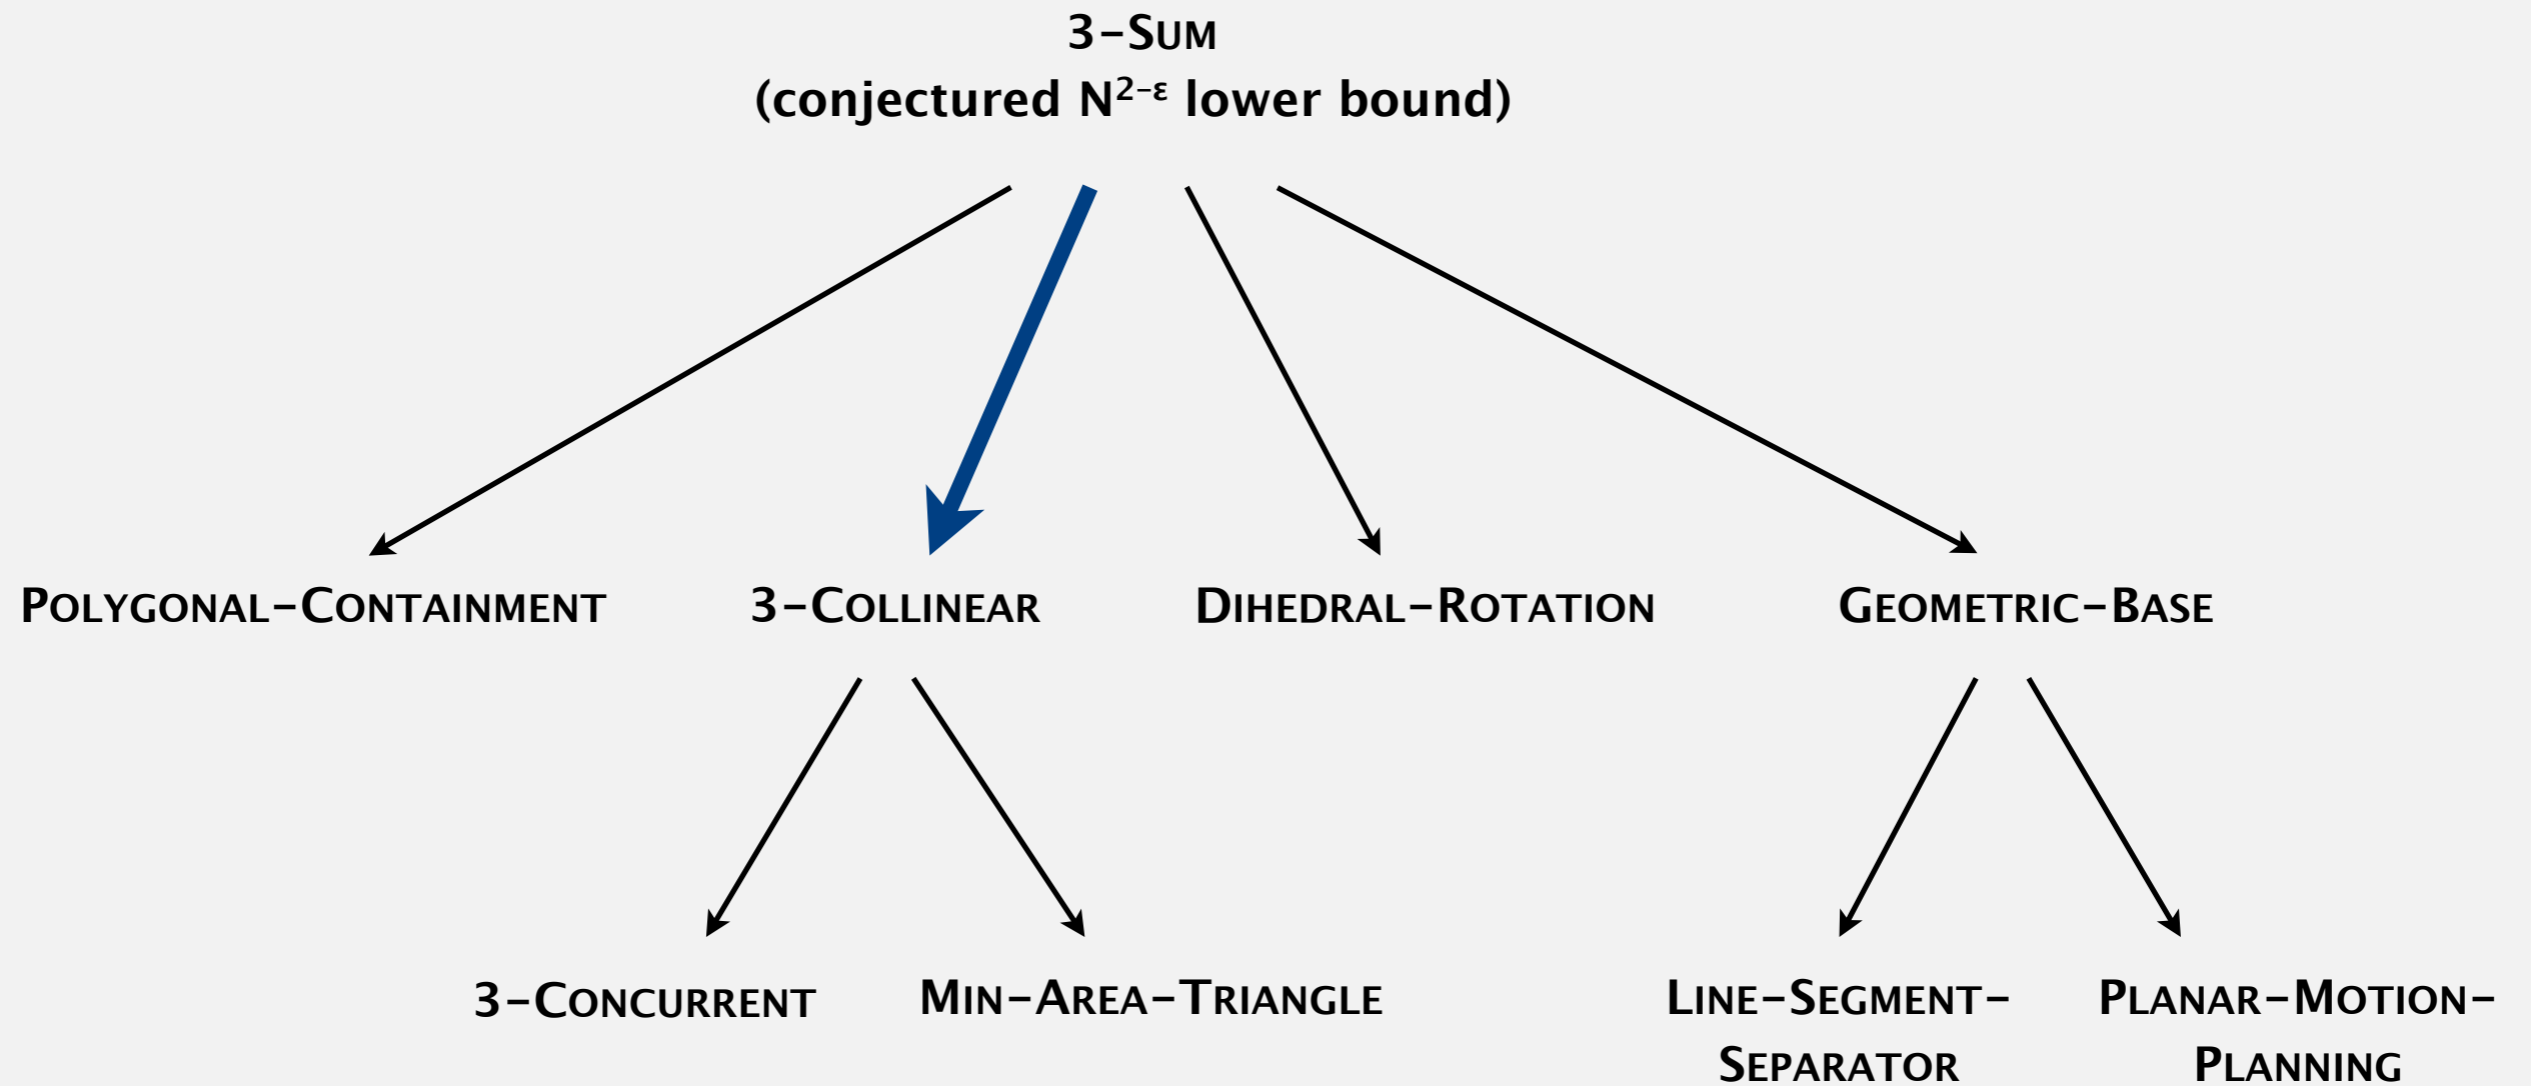 3-SUM
(conjectured N²⁻ᵋ lower bound)
POLYGONAL-CONTAINMENT
3-COLLINEAR
DIHEDRAL-ROTATION
GEOMETRIC-BASE
3-CONCURRENT
MIN-AREA-TRIANGLE
LINE-SEGMENT-
SEPARATOR
PLANAR-MOTION-
PLANNING